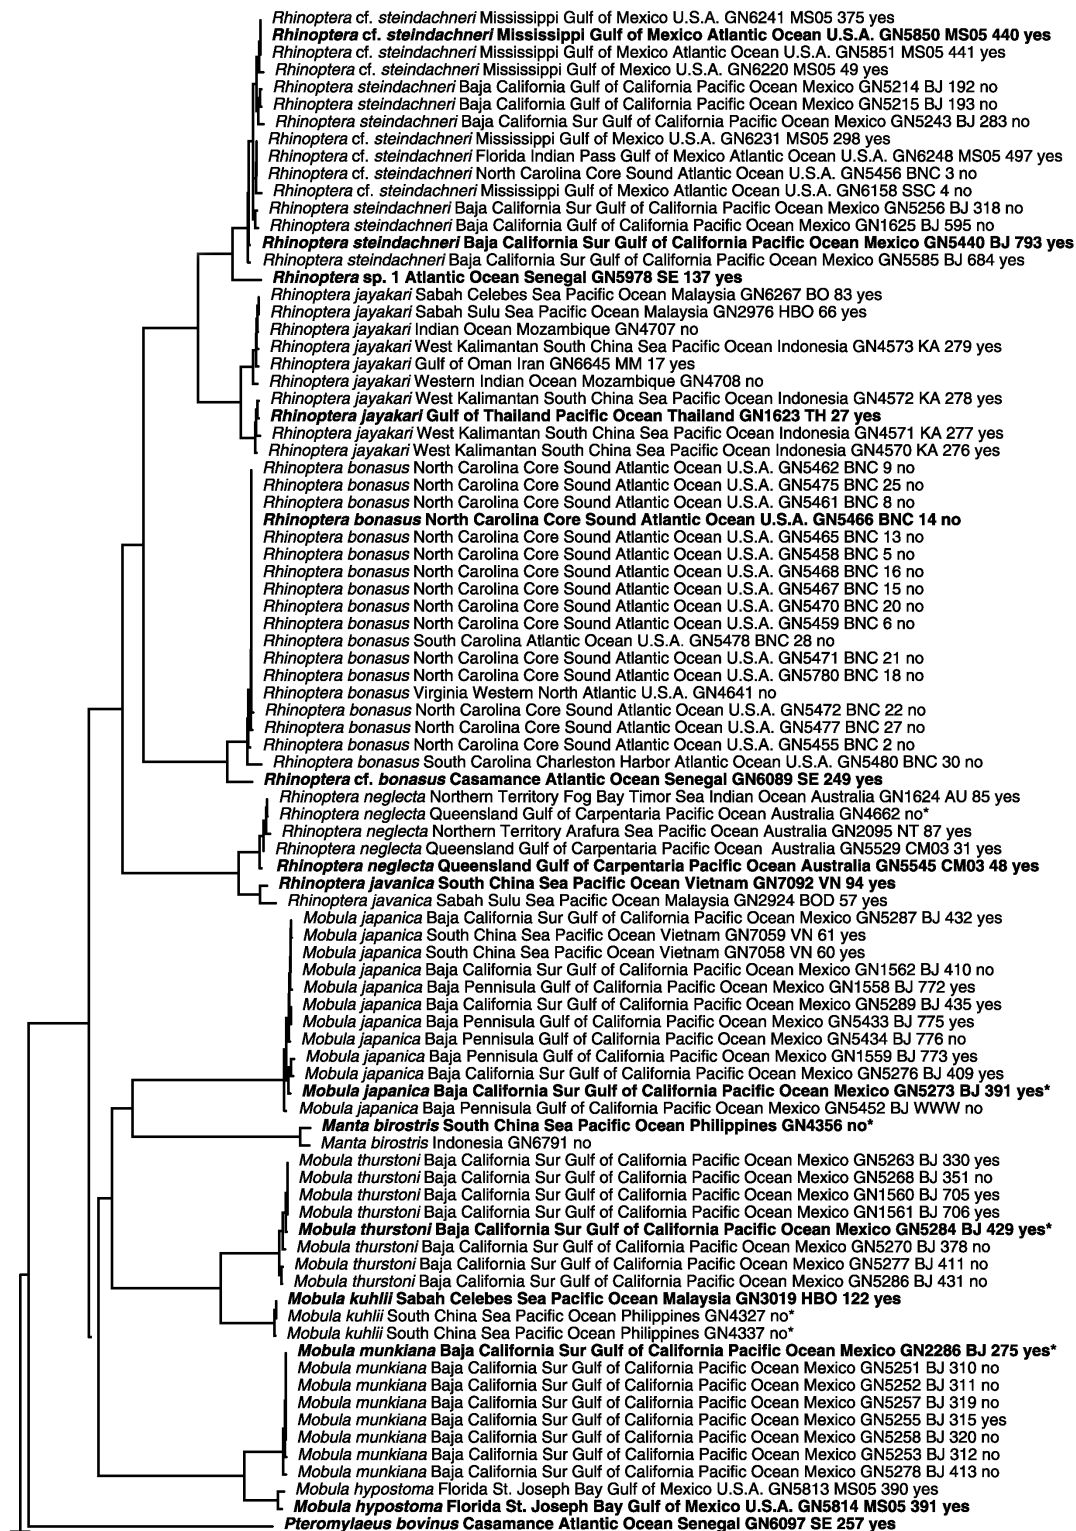 Rhinoptera cf. steindachneri Mississippi Gulf of Mexico U.S.A. GN6241 MS05 375 yes
Rhinoptera cf. steindachneri Mississippi Gulf of Mexico Atlantic Ocean U.S.A. GN5850 MS05 440 yes
Rhinoptera cf. steindachneri Mississippi Gulf of Mexico Atlantic Ocean U.S.A. GN5851 MS05 441 yes
Rhinoptera cf. steindachneri Mississippi Gulf of Mexico U.S.A. GN6220 MS05 49 yes
Rhinoptera steindachneri Baja California Gulf of California Pacific Ocean Mexico GN5214 BJ 192 no
Rhinoptera steindachneri Baja California Gulf of California Pacific Ocean Mexico GN5215 BJ 193 no
Rhinoptera steindachneri Baja California Sur Gulf of California Pacific Ocean Mexico GN5243 BJ 283 no
Rhinoptera cf. steindachneri Mississippi Gulf of Mexico U.S.A. GN6231 MS05 298 yes
Rhinoptera cf. steindachneri Florida Indian Pass Gulf of Mexico Atlantic Ocean U.S.A. GN6248 MS05 497 yes
Rhinoptera cf. steindachneri North Carolina Core Sound Atlantic Ocean U.S.A. GN5456 BNC 3 no
Rhinoptera cf. steindachneri Mississippi Gulf of Mexico Atlantic Ocean U.S.A. GN6158 SSC 4 no
Rhinoptera steindachneri Baja California Sur Gulf of California Pacific Ocean Mexico GN5256 BJ 318 no
Rhinoptera steindachneri Baja California Gulf of California Pacific Ocean Mexico GN1625 BJ 595 no
Rhinoptera steindachneri Baja California Sur Gulf of California Pacific Ocean Mexico GN5440 BJ 793 yes
Rhinoptera steindachneri Baja California Sur Gulf of California Pacific Ocean Mexico GN5585 BJ 684 yes
Rhinoptera sp. 1 Atlantic Ocean Senegal GN5978 SE 137 yes
Rhinoptera jayakari Sabah Celebes Sea Pacific Ocean Malaysia GN6267 BO 83 yes
Rhinoptera jayakari Sabah Sulu Sea Pacific Ocean Malaysia GN2976 HBO 66 yes
Rhinoptera jayakari Indian Ocean Mozambique GN4707 no
Rhinoptera jayakari West Kalimantan South China Sea Pacific Ocean Indonesia GN4573 KA 279 yes
Rhinoptera jayakari Gulf of Oman Iran GN6645 MM 17 yes
Rhinoptera jayakari Western Indian Ocean Mozambique GN4708 no
Rhinoptera jayakari West Kalimantan South China Sea Pacific Ocean Indonesia GN4572 KA 278 yes
Rhinoptera jayakari Gulf of Thailand Pacific Ocean Thailand GN1623 TH 27 yes
Rhinoptera jayakari West Kalimantan South China Sea Pacific Ocean Indonesia GN4571 KA 277 yes
Rhinoptera jayakari West Kalimantan South China Sea Pacific Ocean Indonesia GN4570 KA 276 yes
Rhinoptera bonasus North Carolina Core Sound Atlantic Ocean U.S.A. GN5462 BNC 9 no
Rhinoptera bonasus North Carolina Core Sound Atlantic Ocean U.S.A. GN5475 BNC 25 no
Rhinoptera bonasus North Carolina Core Sound Atlantic Ocean U.S.A. GN5461 BNC 8 no
Rhinoptera bonasus North Carolina Core Sound Atlantic Ocean U.S.A. GN5466 BNC 14 no
Rhinoptera bonasus North Carolina Core Sound Atlantic Ocean U.S.A. GN5465 BNC 13 no
Rhinoptera bonasus North Carolina Core Sound Atlantic Ocean U.S.A. GN5458 BNC 5 no
Rhinoptera bonasus North Carolina Core Sound Atlantic Ocean U.S.A. GN5468 BNC 16 no
Rhinoptera bonasus North Carolina Core Sound Atlantic Ocean U.S.A. GN5467 BNC 15 no
Rhinoptera bonasus North Carolina Core Sound Atlantic Ocean U.S.A. GN5470 BNC 20 no
Rhinoptera bonasus North Carolina Core Sound Atlantic Ocean U.S.A. GN5459 BNC 6 no
Rhinoptera bonasus South Carolina Atlantic Ocean U.S.A. GN5478 BNC 28 no
Rhinoptera bonasus North Carolina Core Sound Atlantic Ocean U.S.A. GN5471 BNC 21 no
Rhinoptera bonasus North Carolina Core Sound Atlantic Ocean U.S.A. GN5780 BNC 18 no
Rhinoptera bonasus Virginia Western North Atlantic U.S.A. GN4641 no
Rhinoptera bonasus North Carolina Core Sound Atlantic Ocean U.S.A. GN5472 BNC 22 no
Rhinoptera bonasus North Carolina Core Sound Atlantic Ocean U.S.A. GN5477 BNC 27 no
Rhinoptera bonasus North Carolina Core Sound Atlantic Ocean U.S.A. GN5455 BNC 2 no
Rhinoptera bonasus South Carolina Charleston Harbor Atlantic Ocean U.S.A. GN5480 BNC 30 no
Rhinoptera cf. bonasus Casamance Atlantic Ocean Senegal GN6089 SE 249 yes
Rhinoptera neglecta Northern Territory Fog Bay Timor Sea Indian Ocean Australia GN1624 AU 85 yes
Rhinoptera neglecta Queensland Gulf of Carpentaria Pacific Ocean Australia GN4662 no*
Rhinoptera neglecta Northern Territory Arafura Sea Pacific Ocean Australia GN2095 NT 87 yes
Rhinoptera neglecta Queensland Gulf of Carpentaria Pacific Ocean Australia GN5529 CM03 31 yes
Rhinoptera neglecta Queensland Gulf of Carpentaria Pacific Ocean Australia GN5545 CM03 48 yes
Rhinoptera javanica South China Sea Pacific Ocean Vietnam GN7092 VN 94 yes
Rhinoptera javanica Sabah Sulu Sea Pacific Ocean Malaysia GN2924 BOD 57 yes
Mobula japanica Baja California Sur Gulf of California Pacific Ocean Mexico GN5287 BJ 432 yes
Mobula japanica South China Sea Pacific Ocean Vietnam GN7059 VN 61 yes
Mobula japanica South China Sea Pacific Ocean Vietnam GN7058 VN 60 yes
Mobula japanica Baja California Sur Gulf of California Pacific Ocean Mexico GN1562 BJ 410 no
Mobula japanica Baja Pennisula Gulf of California Pacific Ocean Mexico GN1558 BJ 772 yes
Mobula japanica Baja California Sur Gulf of California Pacific Ocean Mexico GN5289 BJ 435 yes
Mobula japanica Baja Pennisula Gulf of California Pacific Ocean Mexico GN5433 BJ 775 yes
Mobula japanica Baja Pennisula Gulf of California Pacific Ocean Mexico GN5434 BJ 776 no
Mobula japanica Baja Pennisula Gulf of California Pacific Ocean Mexico GN1559 BJ 773 yes
Mobula japanica Baja California Sur Gulf of California Pacific Ocean Mexico GN5276 BJ 409 yes
Mobula japanica Baja California Sur Gulf of California Pacific Ocean Mexico GN5273 BJ 391 yes*
Mobula japanica Baja Pennisula Gulf of California Pacific Ocean Mexico GN5452 BJ WWW no
Manta birostris South China Sea Pacific Ocean Philippines GN4356 no*
Manta birostris Indonesia GN6791 no
Mobula thurstoni Baja California Sur Gulf of California Pacific Ocean Mexico GN5263 BJ 330 yes
Mobula thurstoni Baja California Sur Gulf of California Pacific Ocean Mexico GN5268 BJ 351 no
Mobula thurstoni Baja California Sur Gulf of California Pacific Ocean Mexico GN1560 BJ 705 yes
Mobula thurstoni Baja California Sur Gulf of California Pacific Ocean Mexico GN1561 BJ 706 yes
Mobula thurstoni Baja California Sur Gulf of California Pacific Ocean Mexico GN5284 BJ 429 yes*
Mobula thurstoni Baja California Sur Gulf of California Pacific Ocean Mexico GN5270 BJ 378 no
Mobula thurstoni Baja California Sur Gulf of California Pacific Ocean Mexico GN5277 BJ 411 no
Mobula thurstoni Baja California Sur Gulf of California Pacific Ocean Mexico GN5286 BJ 431 no
Mobula kuhlii Sabah Celebes Sea Pacific Ocean Malaysia GN3019 HBO 122 yes
Mobula kuhlii South China Sea Pacific Ocean Philippines GN4327 no*
Mobula kuhlii South China Sea Pacific Ocean Philippines GN4337 no*
Mobula munkiana Baja California Sur Gulf of California Pacific Ocean Mexico GN2286 BJ 275 yes*
Mobula munkiana Baja California Sur Gulf of California Pacific Ocean Mexico GN5251 BJ 310 no
Mobula munkiana Baja California Sur Gulf of California Pacific Ocean Mexico GN5252 BJ 311 no
Mobula munkiana Baja California Sur Gulf of California Pacific Ocean Mexico GN5257 BJ 319 no
Mobula munkiana Baja California Sur Gulf of California Pacific Ocean Mexico GN5255 BJ 315 yes
Mobula munkiana Baja California Sur Gulf of California Pacific Ocean Mexico GN5258 BJ 320 no
Mobula munkiana Baja California Sur Gulf of California Pacific Ocean Mexico GN5253 BJ 312 no
Mobula munkiana Baja California Sur Gulf of California Pacific Ocean Mexico GN5278 BJ 413 no
Mobula hypostoma Florida St. Joseph Bay Gulf of Mexico U.S.A. GN5813 MS05 390 yes
Mobula hypostoma Florida St. Joseph Bay Gulf of Mexico U.S.A. GN5814 MS05 391 yes
Pteromylaeus bovinus Casamance Atlantic Ocean Senegal GN6097 SE 257 yes